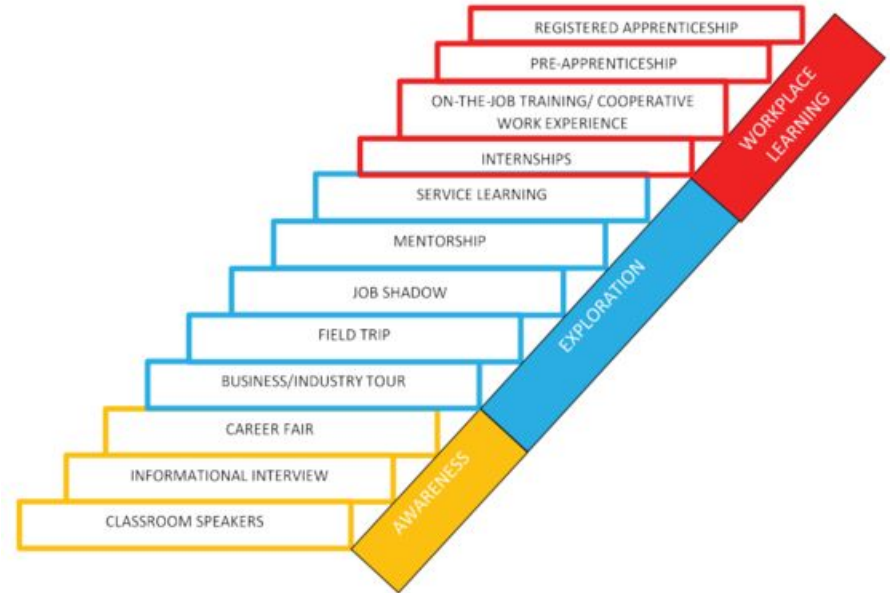 REGISTERED APPRENTICESHIP
PRE-APPRENTICESHIP
ON-THE-JOB TRAINING/ COOPERATIVE
WORK EXPERIENCE
INTERNSHIPS
SERVICE LEARNING
MENTORSHIP
JOB SHADOW
FIELD TRIP
BUSINESS/INDUSTRY TOUR
CAREER FAIR
INFORMATIONAL INTERVIEW
CLASSROOM SPEAKERS
WORKPLACE
LEARNING
EXPLORATION
AWARENESS